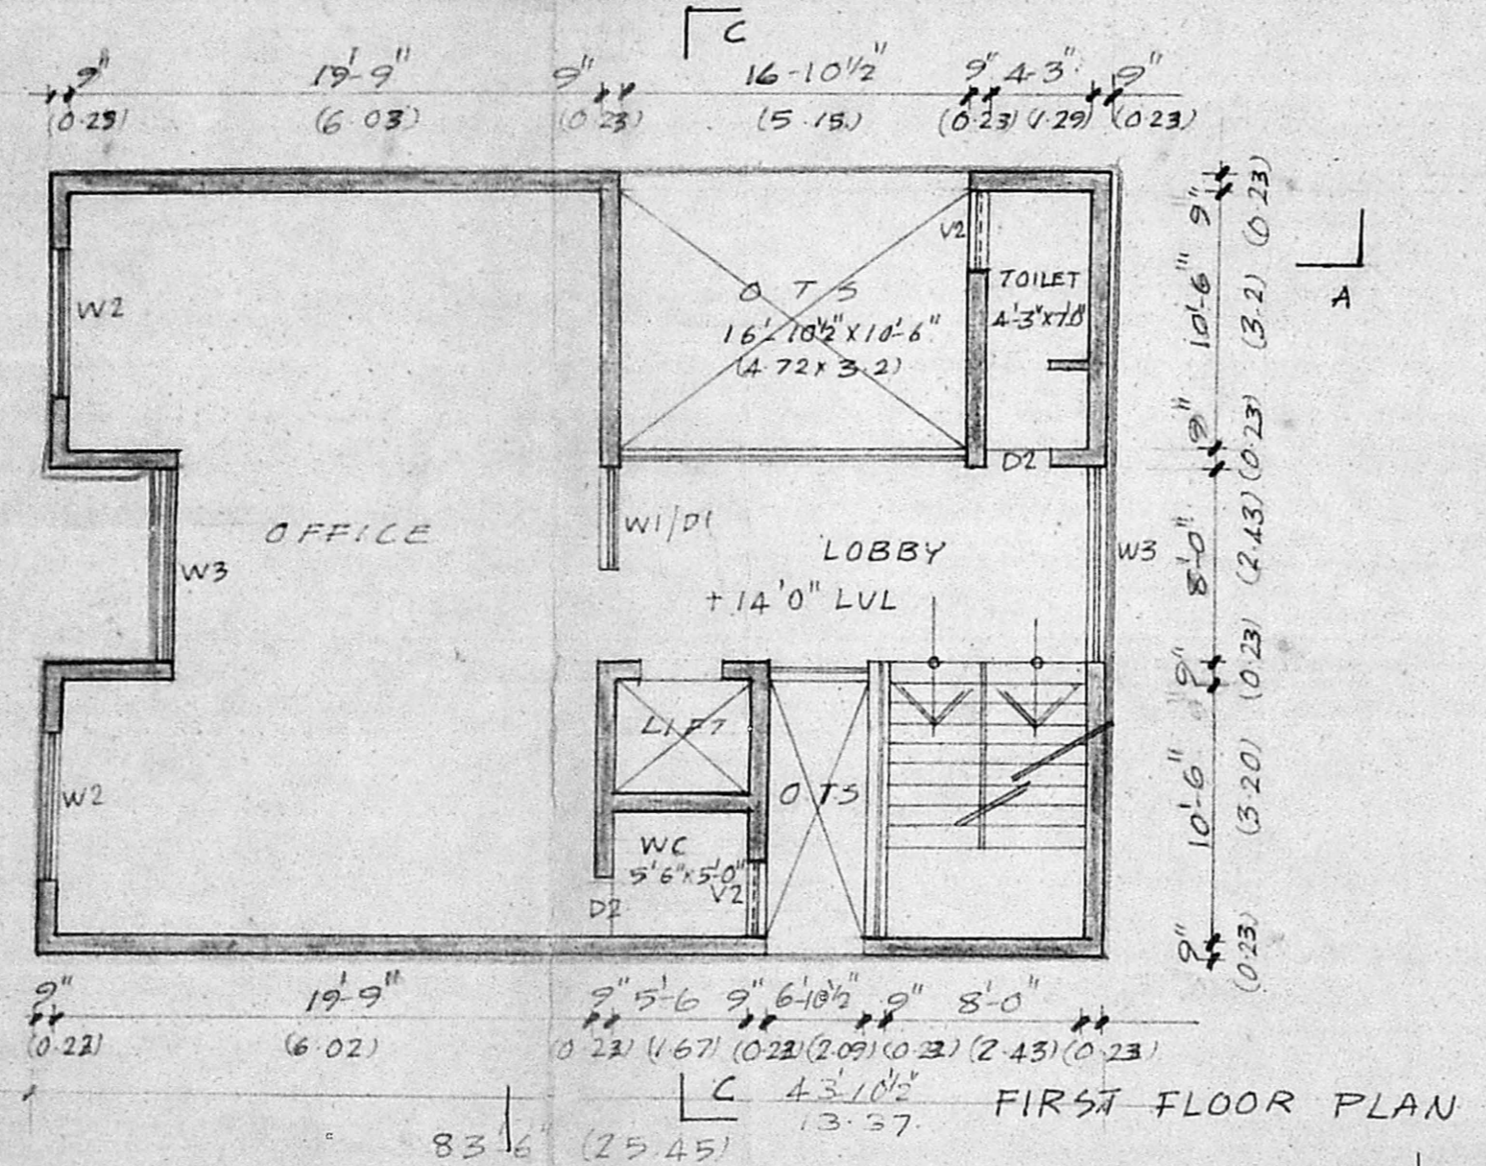 C
9" 19'-9" 9" 16-10½" 9" 4-3" 9"
(0.23) (6.03) (0.23) (5.18) (0.23) (1.29) (0.23)
9"
(0.23)
A
V2
TOILET
4'-3"x7'0"
W2
O T S
16'-10½" x 10'-6"
(4.72 x 3.2)
10'-6"
(3.2)
9"
(0.23)
D2
OFFICE
W1/D1
LOBBY
+14'0" LVL
W3
W3
8'-0"
(2.43)
9"
(0.23)
LIFT
W2
O.T.S
10'-6"
(3.20)
WC
5'6"x5'-0"
V2
D2
9"
(0.23)
9" 19'-9" 9" 5'-6 9" 6'-10½" 9" 8'-0"
(0.23) (6.02) (0.23) (1.67) (0.23) (2.09) (0.23) (2.43) (0.23)
C
43'10½"
13.37
FIRST FLOOR PLAN
83'-6" (25.45)